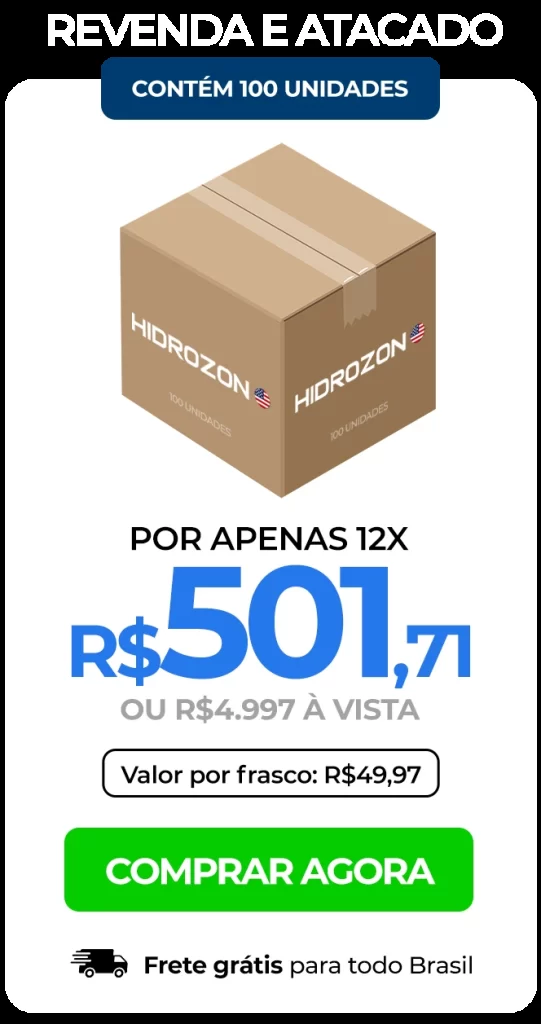 REVENDA E ATACADO
CONTÉM 100 UNIDADES
HIDROZON
100 UNIDADES
HIDROZON
100 UNIDADES
POR APENAS 12X
R$501,71
OU R$4.997 À VISTA
Valor por frasco: R$49,97
COMPRAR AGORA
Frete grátis para todo Brasil